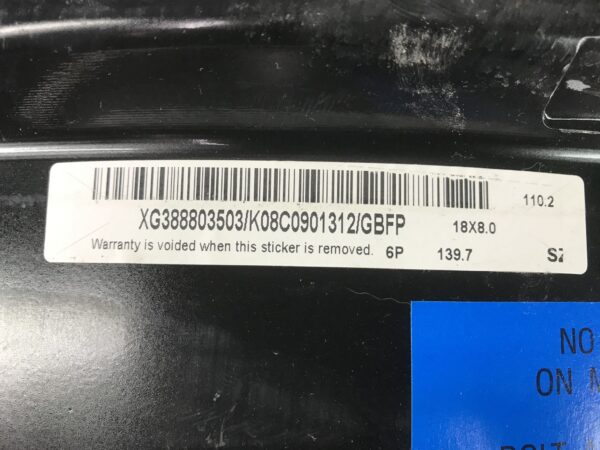 110.2
XG388803503/K08C0901312/GBFP 18X8.0
Warranty is voided when this sticker is removed. 6P 139.7
NO
ON